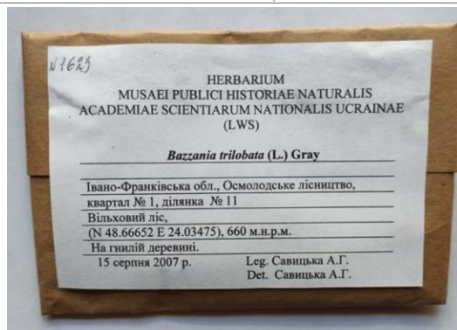 №1623
HERBARIUM
MUSAEI PUBLICI HISTORIAE NATURALIS
ACADEMIAE SCIENTIARUM NATIONALIS UCRAINAE
(LWS)
Bazzania trilobata (L.) Gray
Івано-Франківська обл., Осмолодське лісництво,
квартал № 1, ділянка № 11
Вільховий ліс,
(N 48.66652 E 24.03475), 660 м.н.р.м.
На гнилій деревині.
15 серпня 2007 р. Leg. Савицька А.Г.
Det. Савицька А.Г.